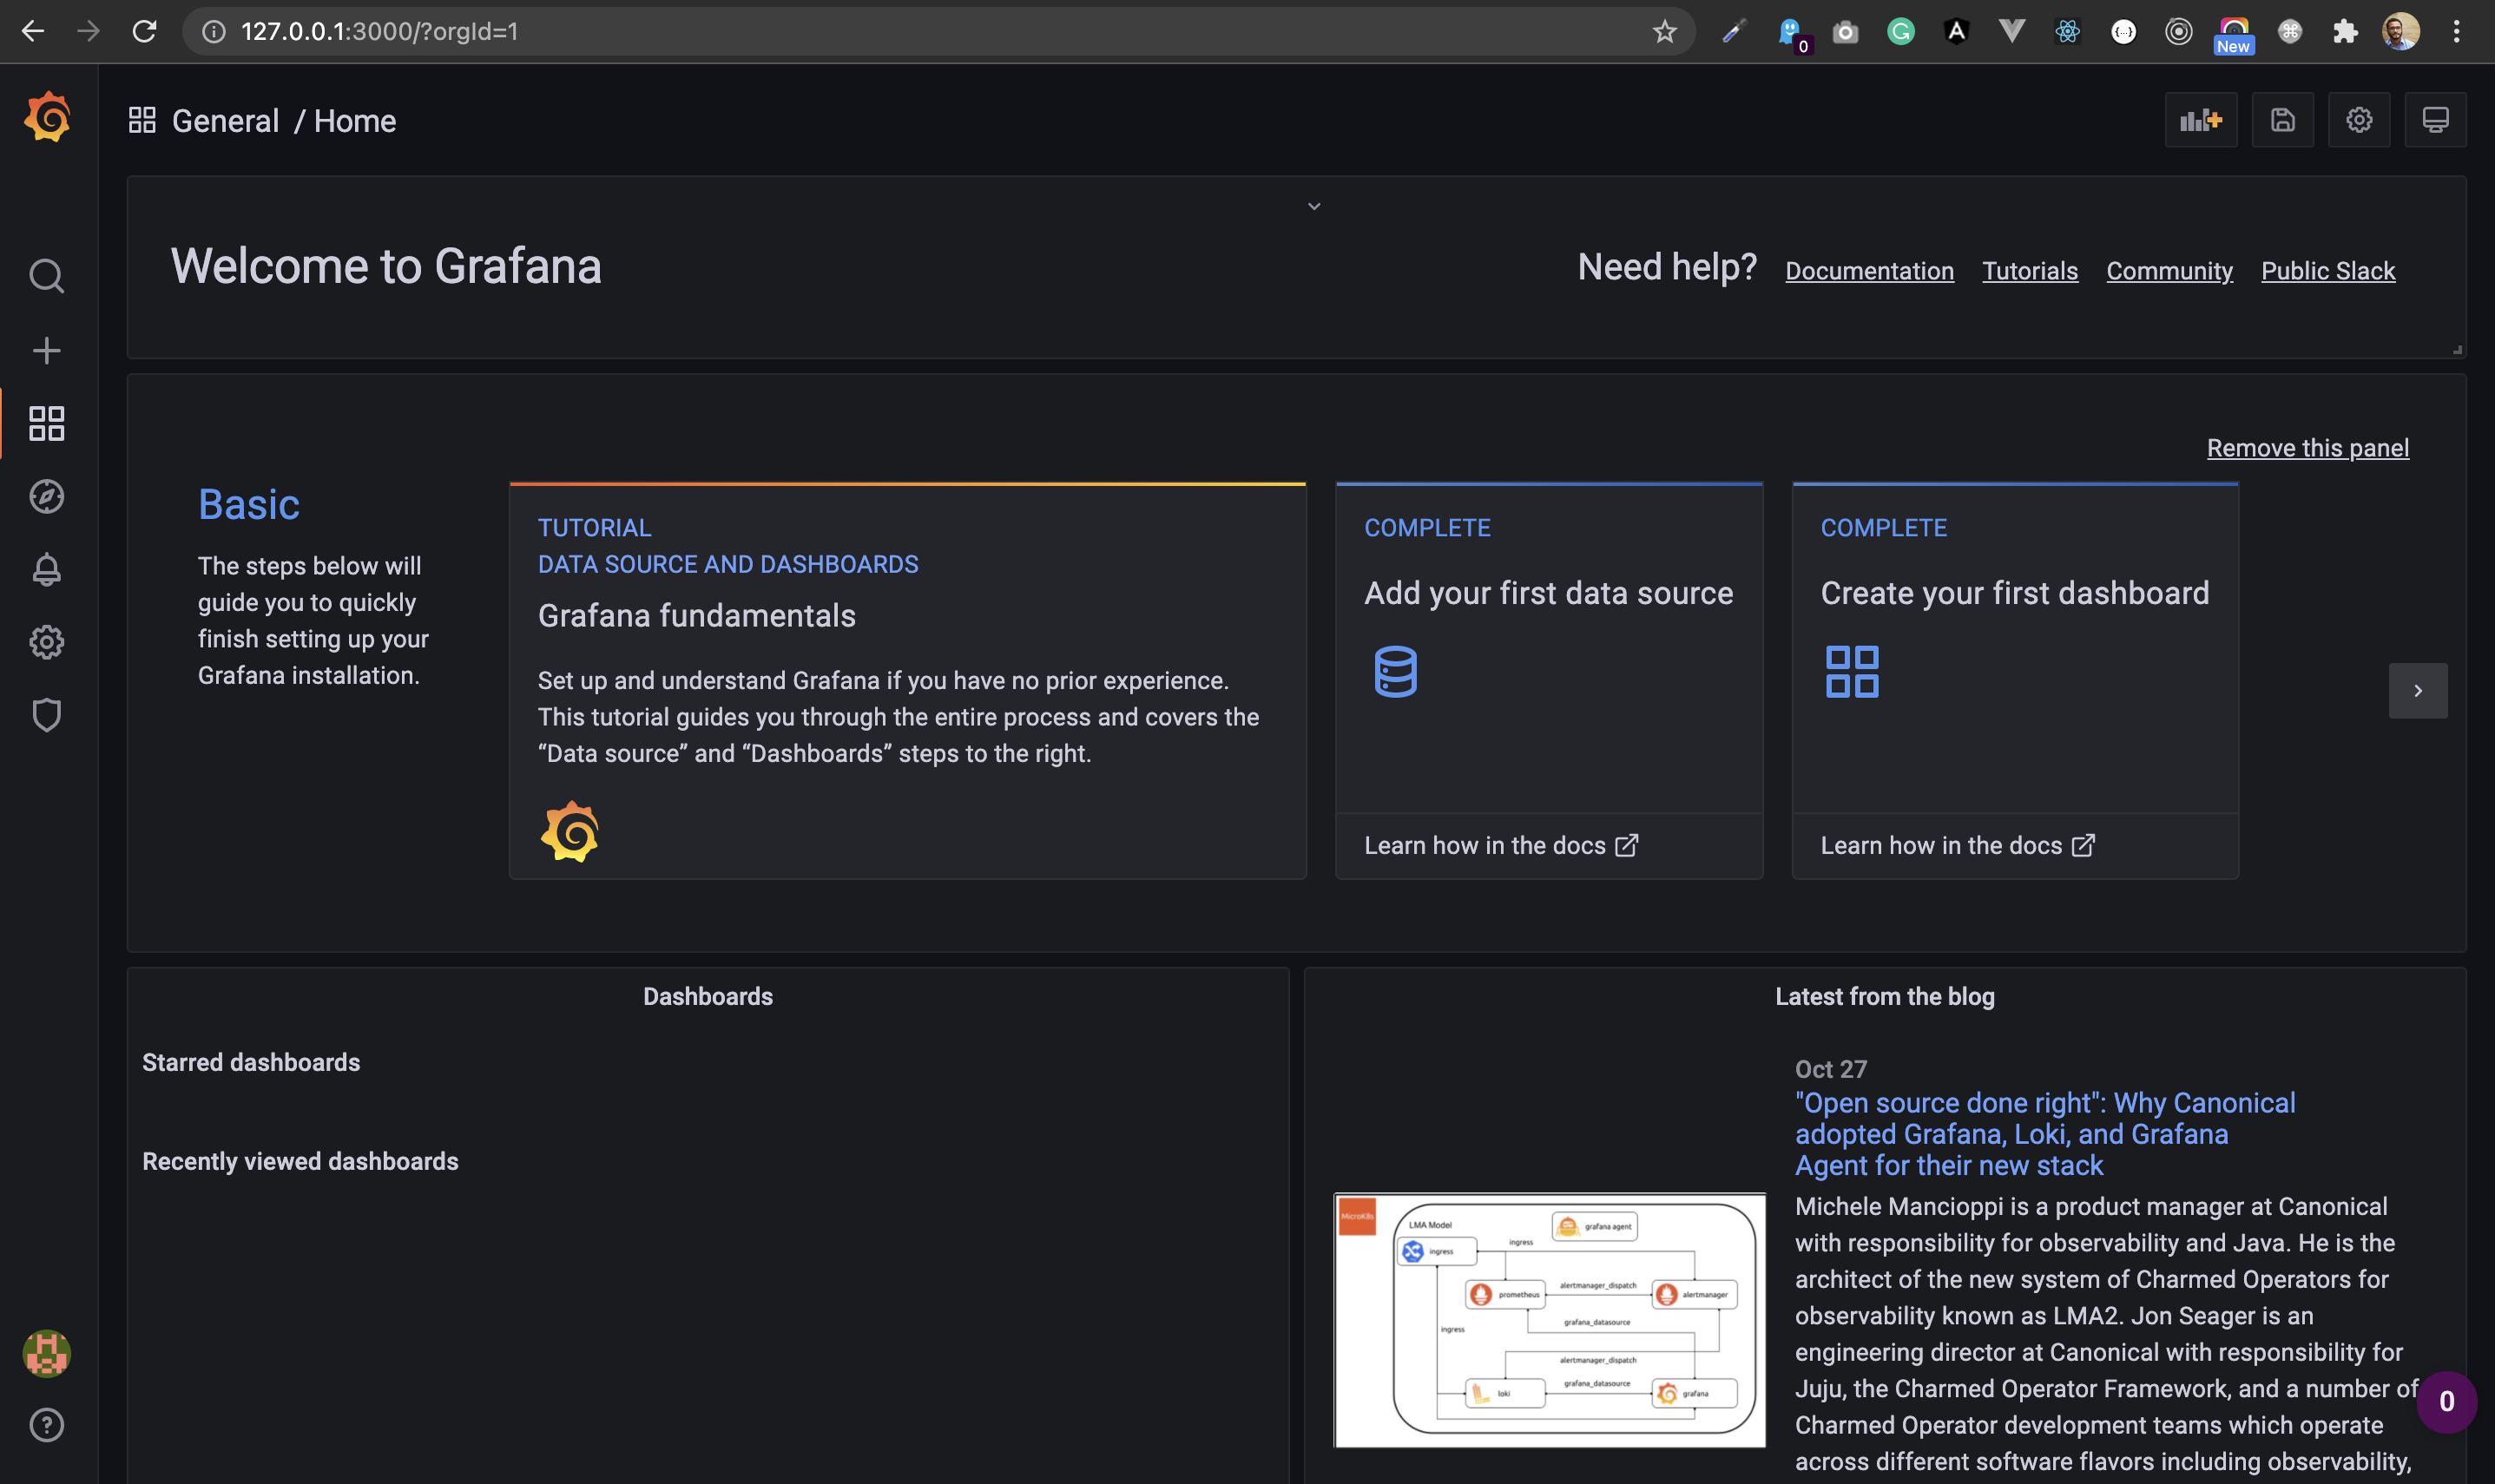 127.0.0.1:3000/?orgId=1
0
New
General / Home
Welcome to Grafana
Need help? Documentation Tutorials Community Public Slack
Remove this panel
Basic
The steps below will
guide you to quickly
finish setting up your
Grafana installation.
TUTORIAL
DATA SOURCE AND DASHBOARDS
Grafana fundamentals
Set up and understand Grafana if you have no prior experience.
This tutorial guides you through the entire process and covers the
“Data source” and “Dashboards” steps to the right.
COMPLETE
Add your first data source
Learn how in the docs
COMPLETE
Create your first dashboard
Learn how in the docs
Dashboards
Starred dashboards
Recently viewed dashboards
Latest from the blog
Oct 27
"Open source done right": Why Canonical
adopted Grafana, Loki, and Grafana
Agent for their new stack
Michele Mancioppi is a product manager at Canonical
with responsibility for observability and Java. He is the
architect of the new system of Charmed Operators for
observability known as LMA2. Jon Seager is an
engineering director at Canonical with responsibility for
Juju, the Charmed Operator Framework, and a number of
Charmed Operator development teams which operate
across different software flavors including observability,
MicroK8s
LMA Model
grafana agent
ingress
ingress
prometheus
alertmanager_dispatch
alertmanager
grafana_datasource
ingress
alertmanager_dispatch
loki
grafana_datasource
grafana
0